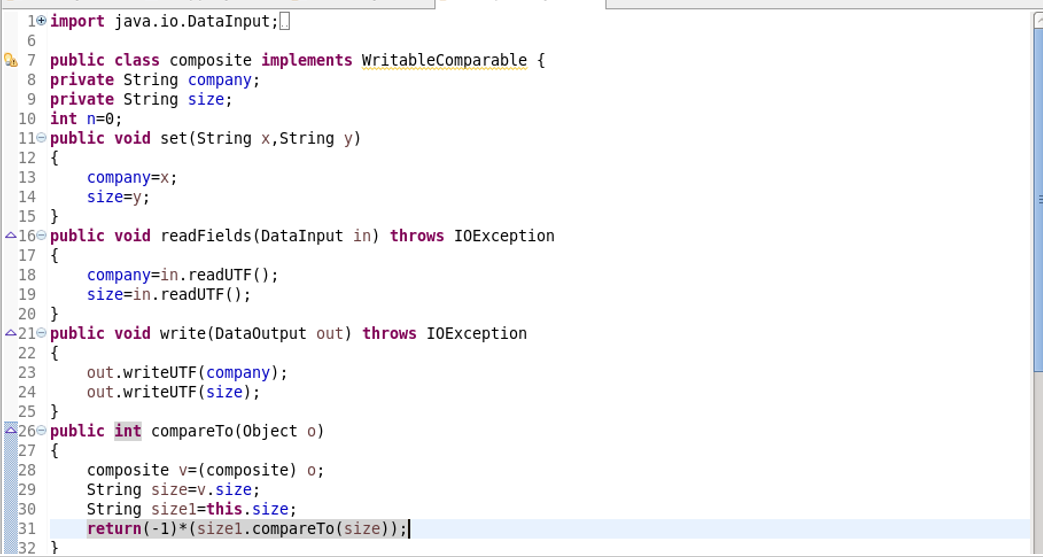 1 import java.io.DataInput;
6
7 public class composite implements WritableComparable {
8 private String company;
9 private String size;
10 int n=0;
11 public void set(String x,String y)
12 {
13     company=x;
14     size=y;
15 }
16 public void readFields(DataInput in) throws IOException
17 {
18     company=in.readUTF();
19     size=in.readUTF();
20 }
21 public void write(DataOutput out) throws IOException
22 {
23     out.writeUTF(company);
24     out.writeUTF(size);
25 }
26 public int compareTo(Object o)
27 {
28     composite v=(composite) o;
29     String size=v.size;
30     String size1=this.size;
31     return(-1)*(size1.compareTo(size));
32 }